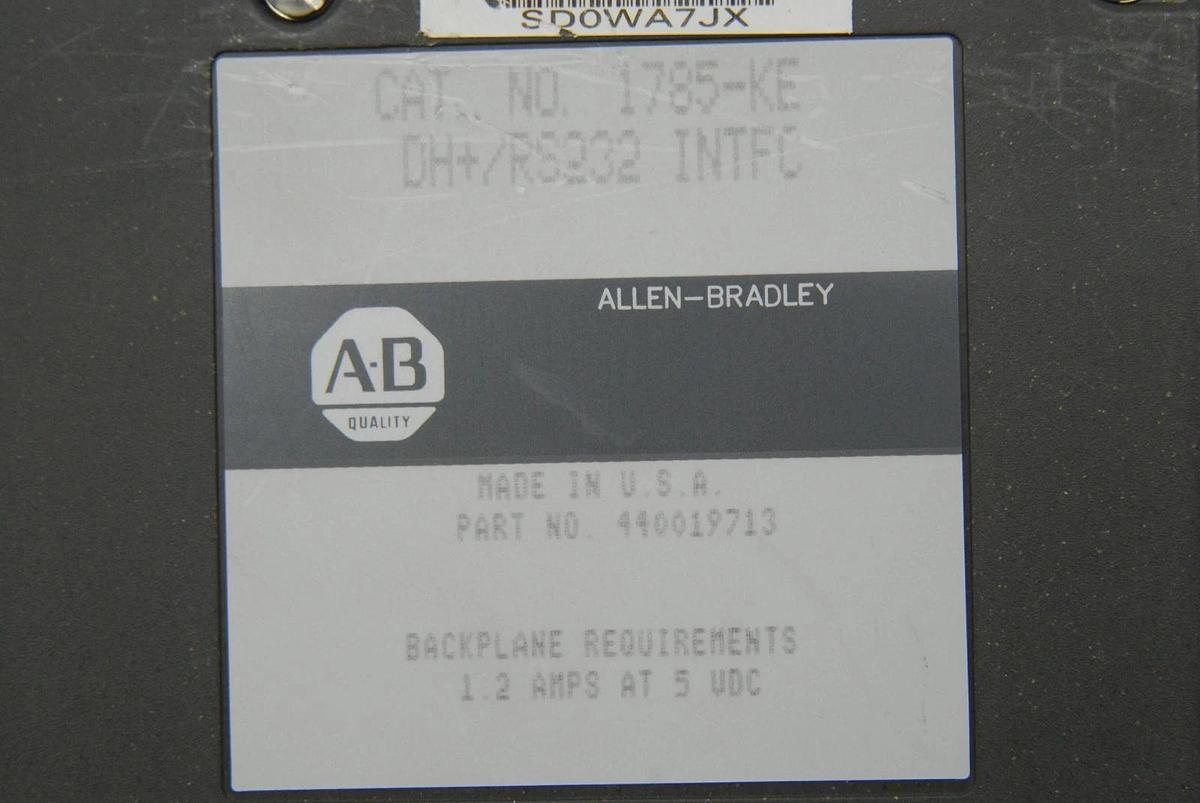 SD0WA7JX
CAT. NO. 1785-KE
DH+/RS232 INTFC
ALLEN-BRADLEY
A-B
QUALITY
MADE IN U.S.A.
PART NO. 440019713
BACKPLANE REQUIREMENTS
1.2 AMPS AT 5 VDC